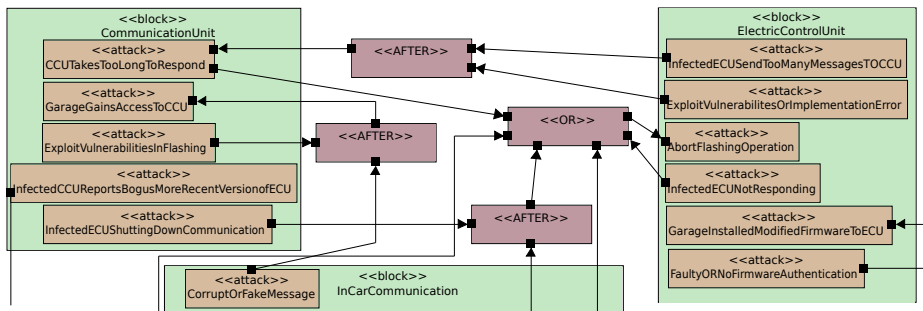 <<block>>
CommunicationUnit
<<attack>>
CCUTakesTooLongToRespond
<<attack>>
GarageGainsAccessToCCU
<<attack>>
ExploitVulnerabilitiesInFlashing
<<attack>>
InfectedCCUReportsBogusMoreRecentVersionofECU
<<attack>>
InfectedECUShuttingDownCommunication
<<AFTER>>
<<AFTER>>
<<OR>>
<<AFTER>>
<<block>>
InCarCommunication
<<attack>>
CorruptOrFakeMessage
<<block>>
ElectricControlUnit
<<attack>>
InfectedECUSendTooManyMessagesTOCCU
<<attack>>
ExploitVulnerabilitesOrImplementationError
<<attack>>
AbortFlashingOperation
<<attack>>
InfectedECUNotResponding
<<attack>>
GarageInstalledModifiedFirmwareToECU
<<attack>>
FaultyORNoFirmwareAuthentication